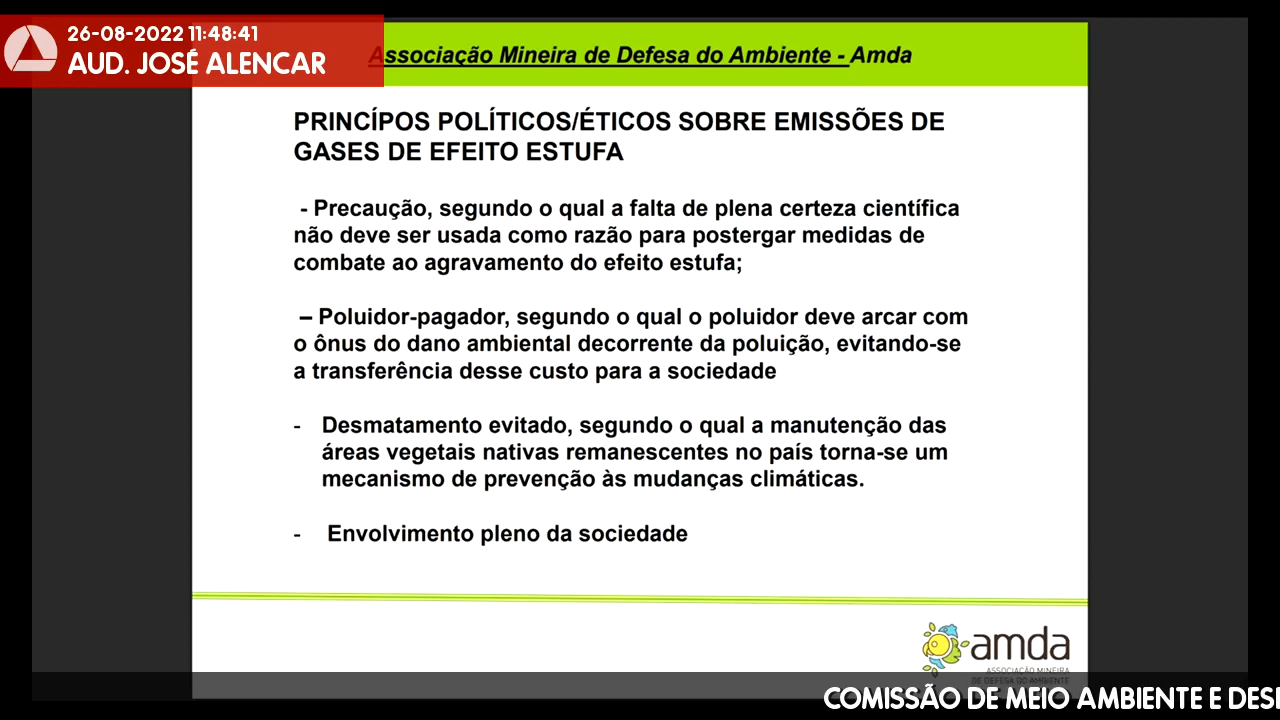 26-08-2022 11:48:41
AUD. JOSÉ ALENCAR
Associação Mineira de Defesa do Ambiente - Amda
PRINCÍPOS POLÍTICOS/ÉTICOS SOBRE EMISSÕES DE
GASES DE EFEITO ESTUFA
- Precaução, segundo o qual a falta de plena certeza científica
não deve ser usada como razão para postergar medidas de
combate ao agravamento do efeito estufa;
– Poluidor-pagador, segundo o qual o poluidor deve arcar com
o ônus do dano ambiental decorrente da poluição, evitando-se
a transferência desse custo para a sociedade
- Desmatamento evitado, segundo o qual a manutenção das
áreas vegetais nativas remanescentes no país torna-se um
mecanismo de prevenção às mudanças climáticas.
- Envolvimento pleno da sociedade
amda
ASSOCIAÇÃO MINEIRA
DE DEFESA DO AMBIENTE
COMISSÃO DE MEIO AMBIENTE E DES